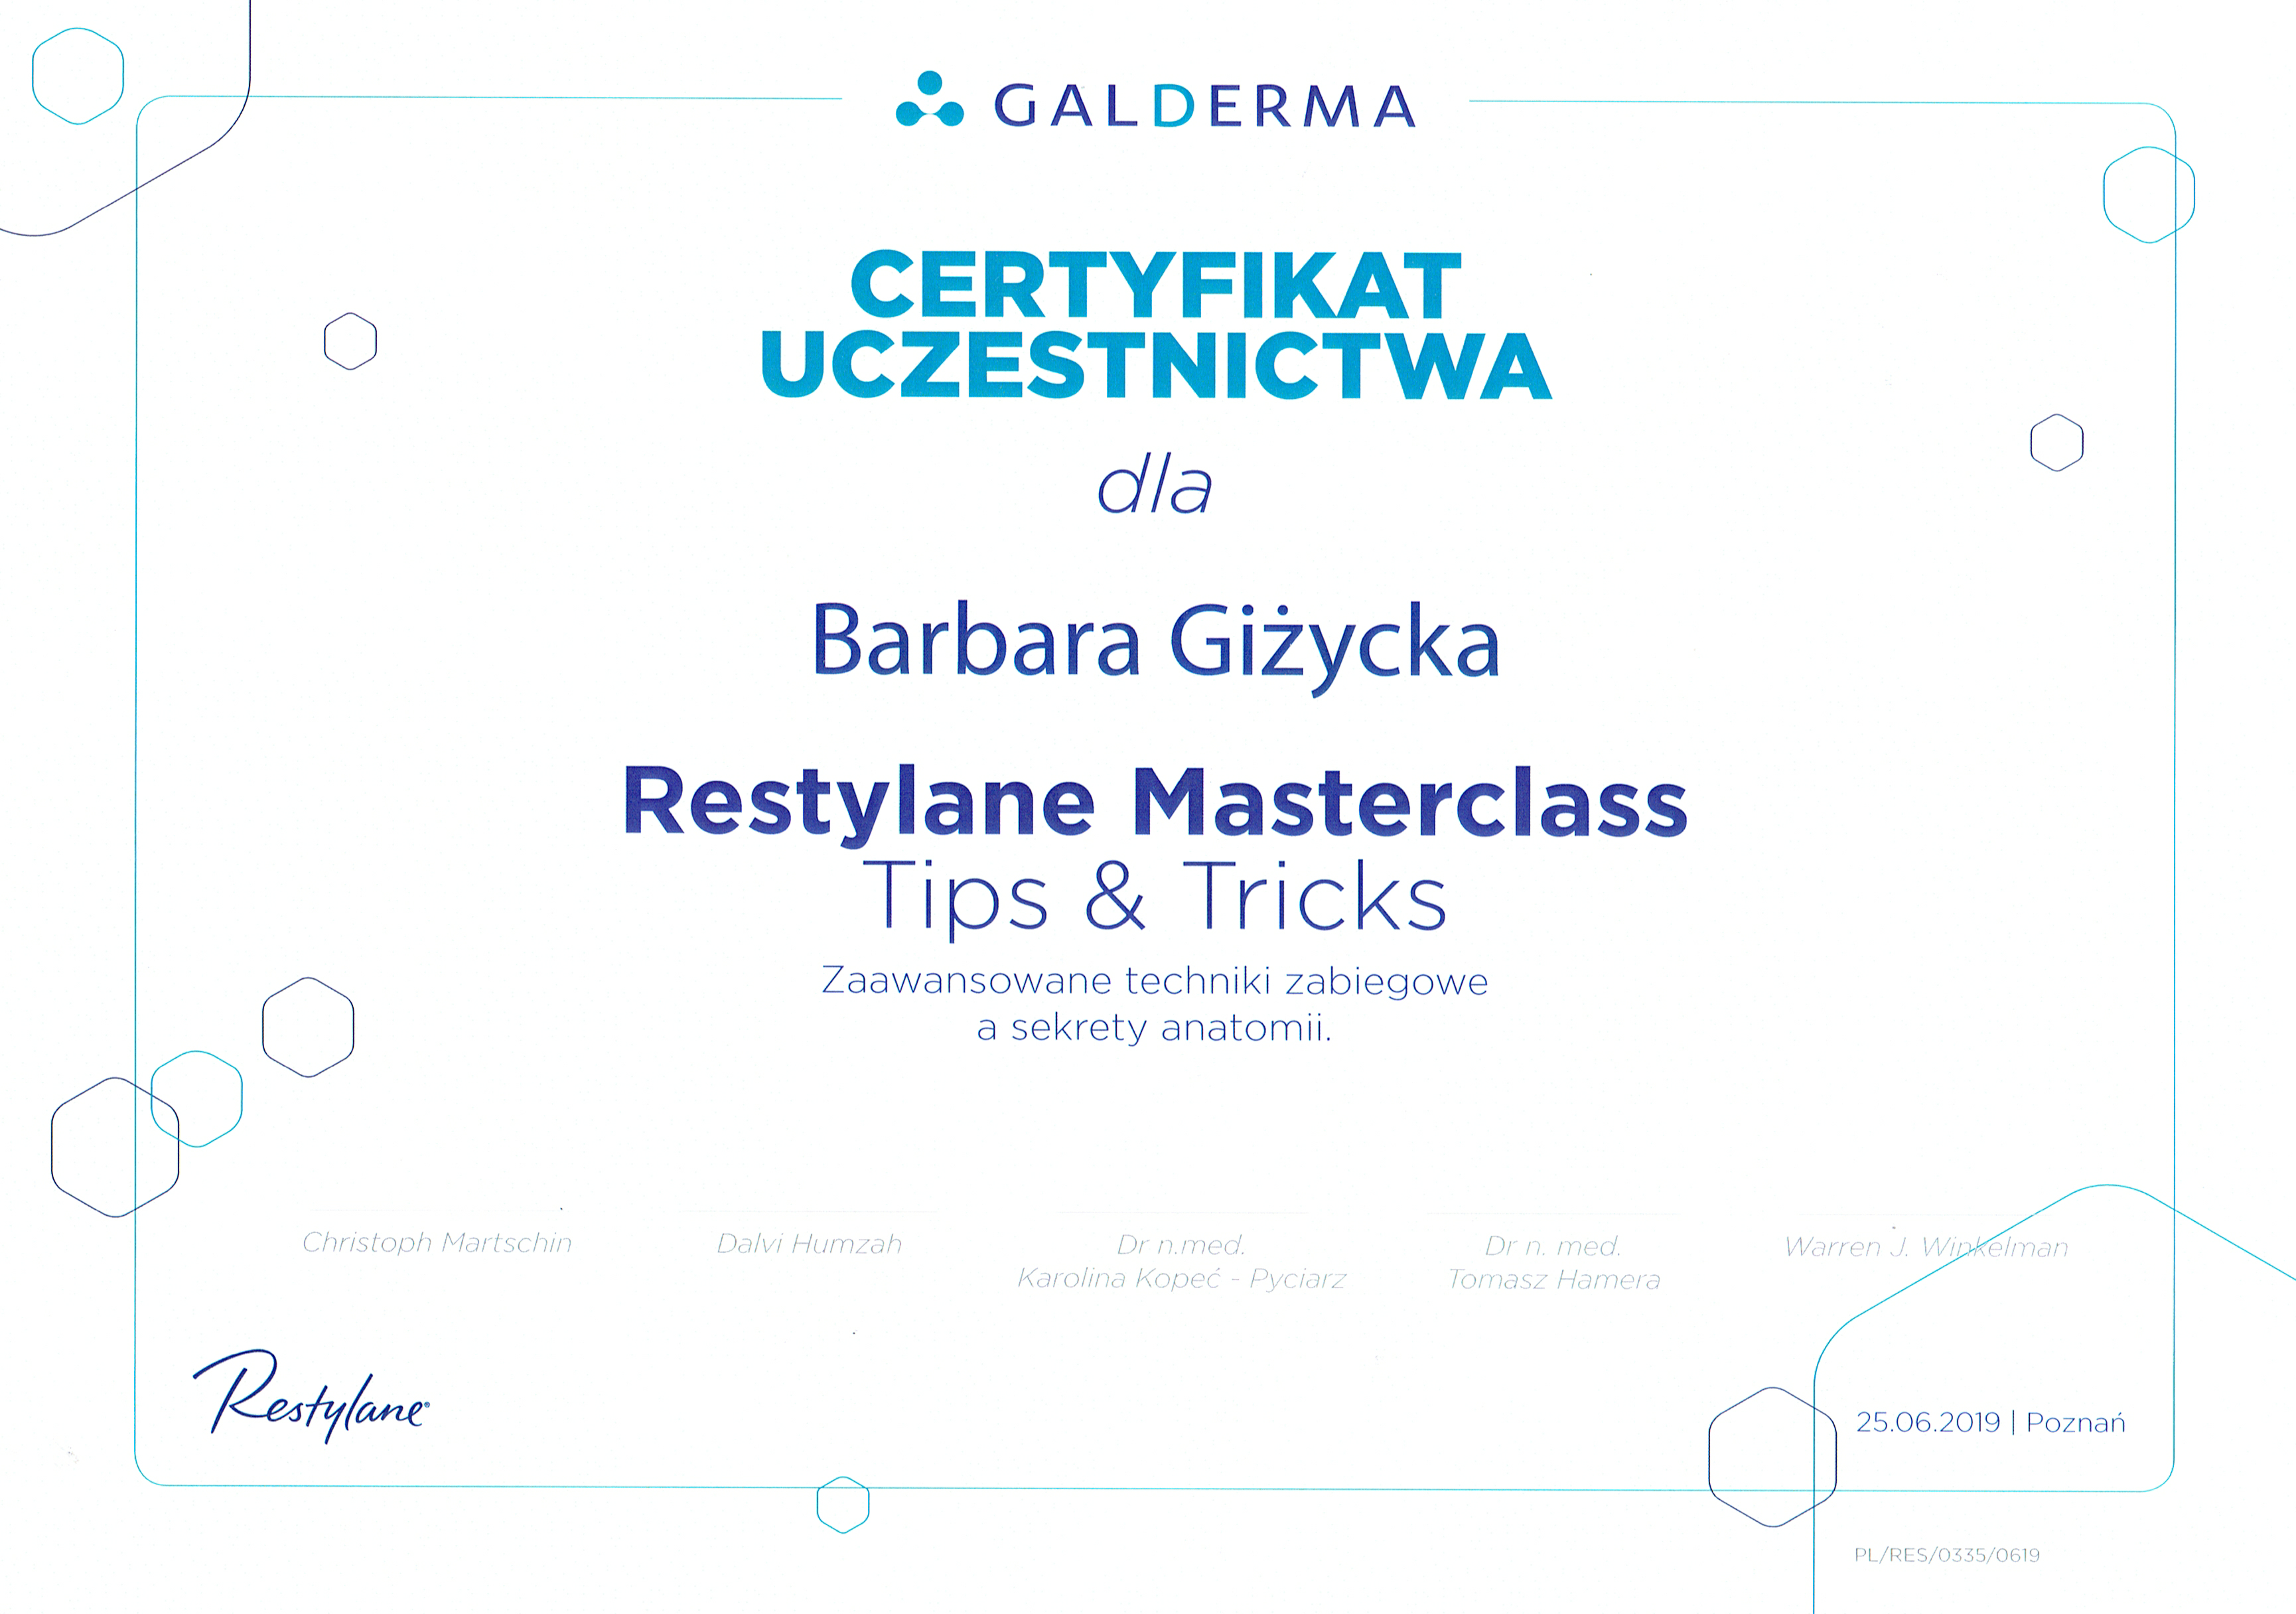 GALDERMA
CERTYFIKAT
UCZESTNICTWA
dla
Barbara Giżycka
Restylane Masterclass
Tips & Tricks
Zaawansowane techniki zabiegowe
a sekrety anatomii.
Christoph Martschin
Dalvi Humzah
Dr n.med.
Karolina Kopeć - Pyciarz
Dr n. med.
Tomasz Hamera
Warren J. Winkelman
Restylane®
25.06.2019 | Poznań
PL/RES/0335/0619